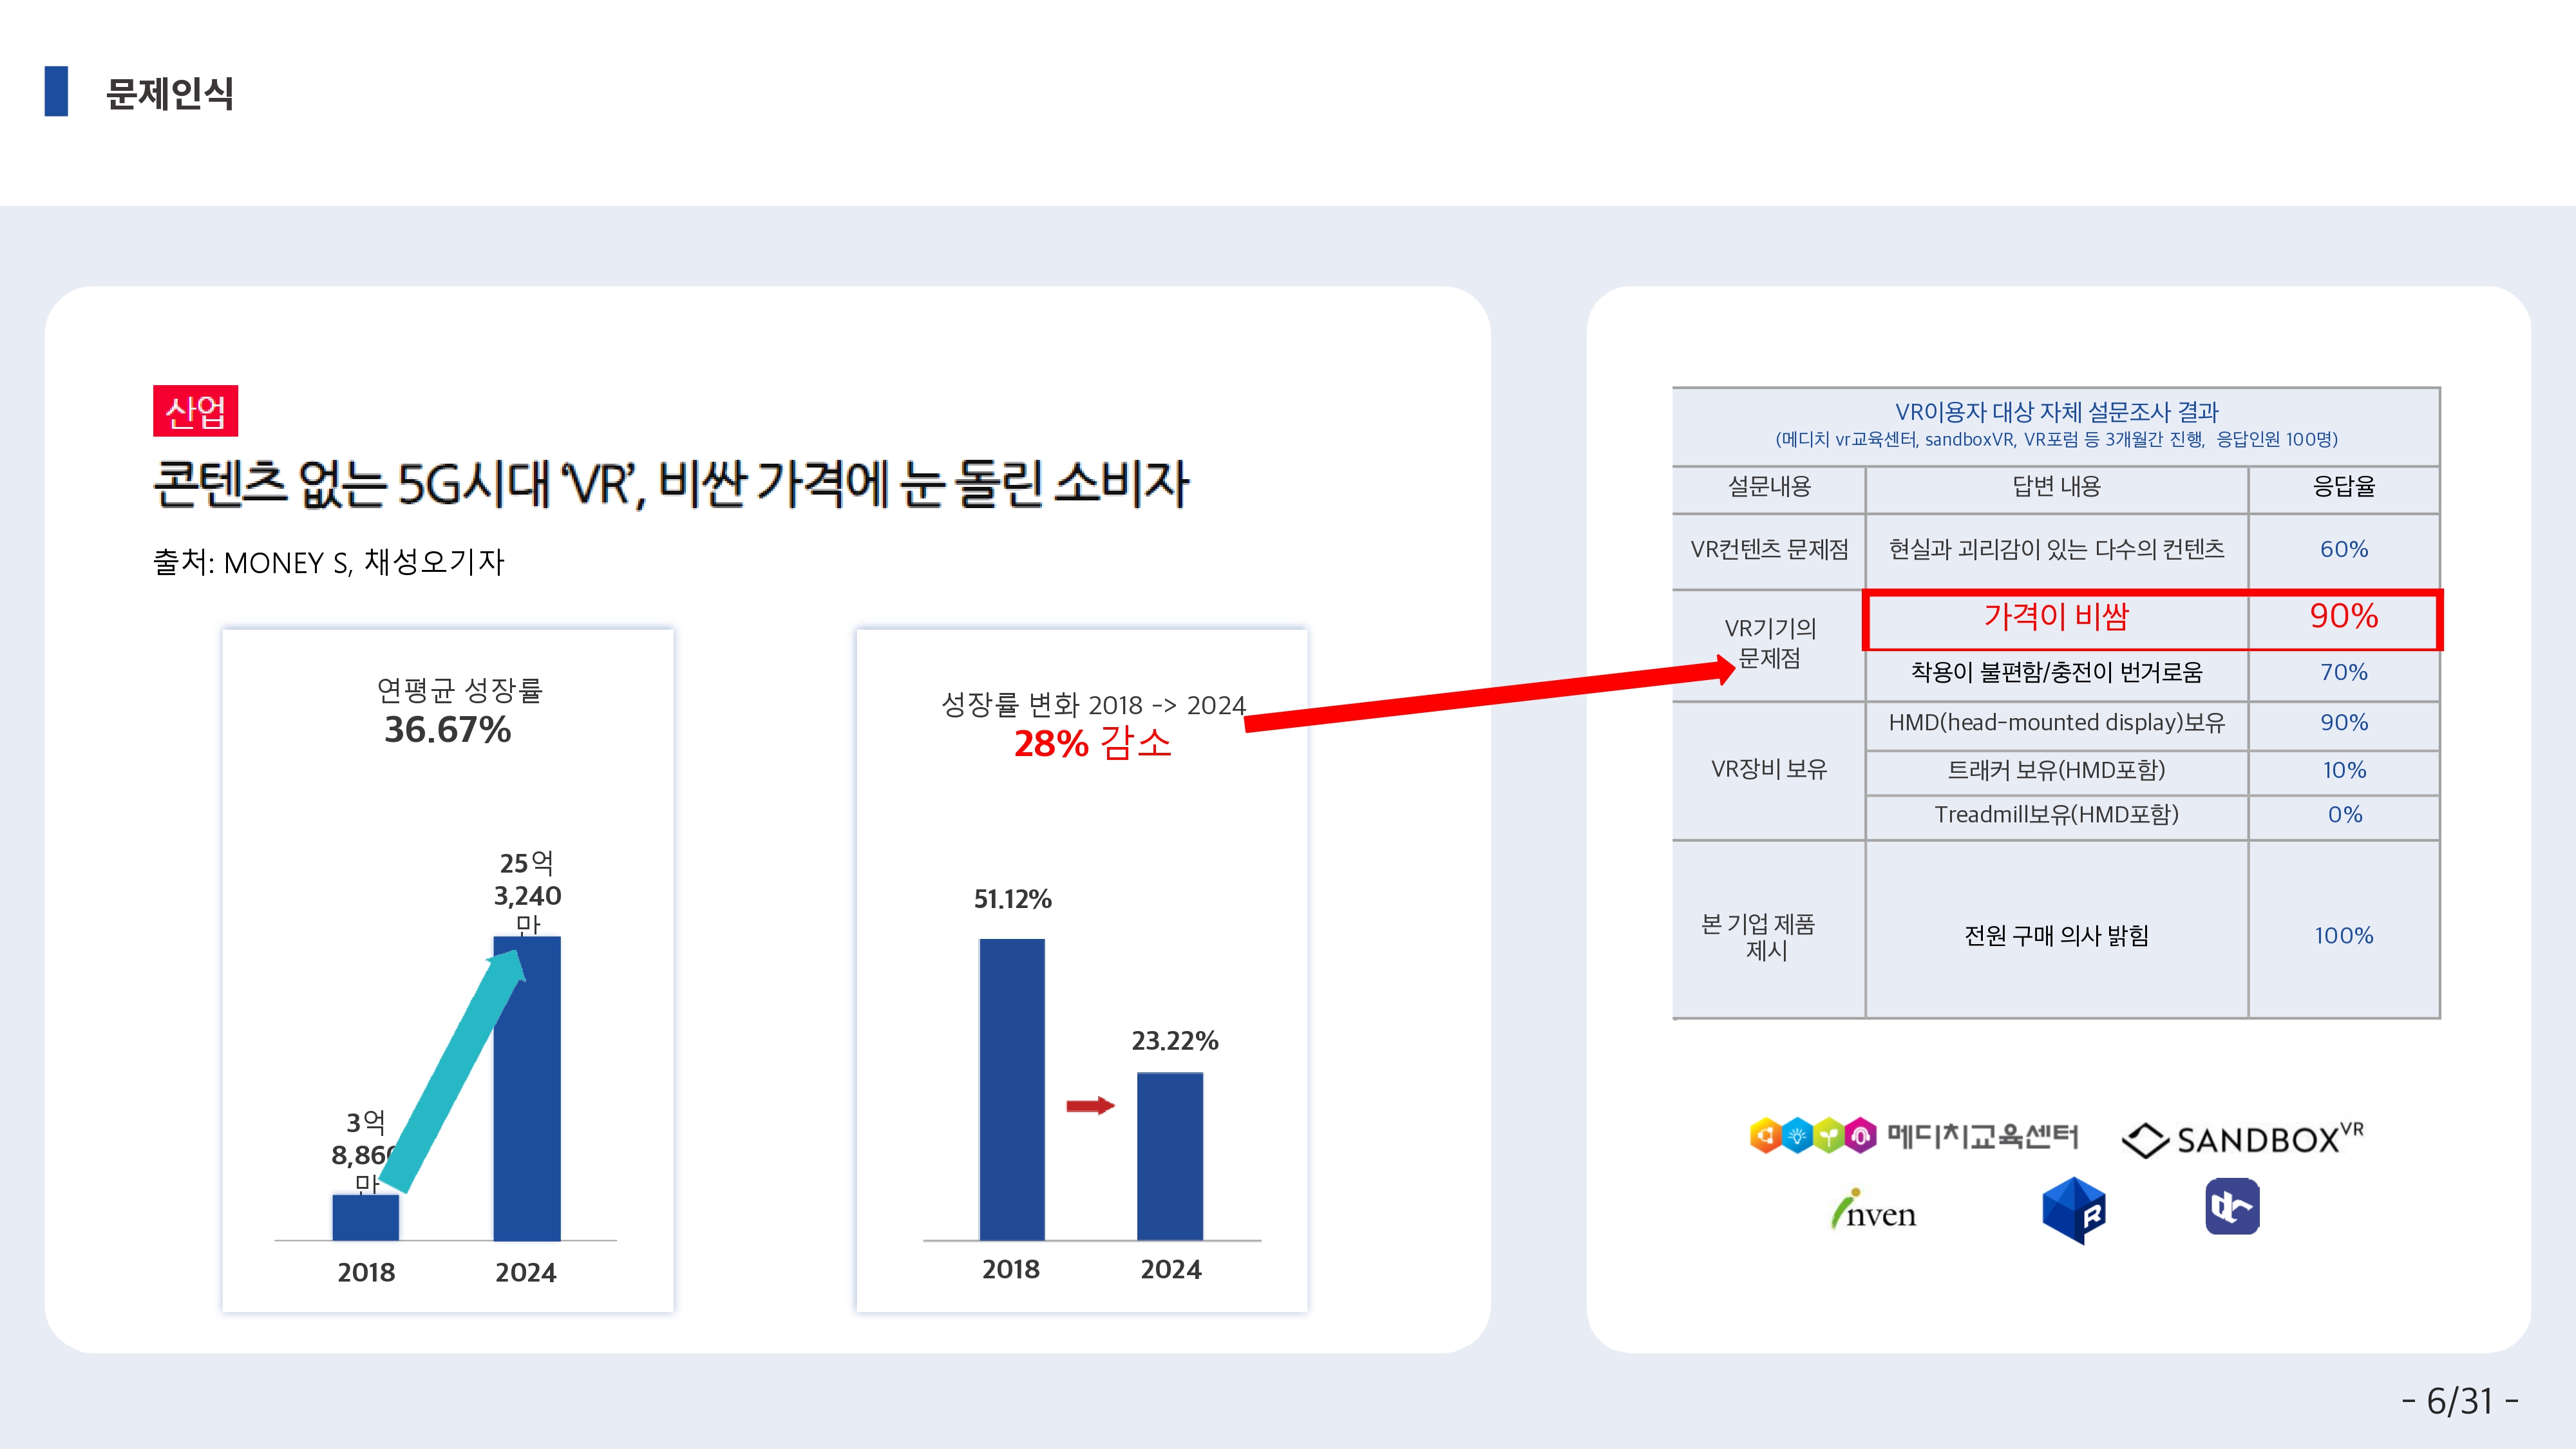 문제인식
산업
콘텐츠 없는 5G시대 ‘VR’, 비싼 가격에 눈 돌린 소비자
출처: MONEY S, 채성오기자
연평균 성장률
36.67%
25억
3,240
만
3억
만
2018
2024
성장률 변화 2018 -> 2024
28% 감소
51.12%
23.22%
2018
2024
VR이용자 대상 자체 설문조사 결과
(메디치 vr교육센터, sandboxVR, VR포럼 등 3개월간 진행, 응답인원 100명)
설문내용 답변 내용 응답율
VR컨텐츠 문제점 현실과 괴리감이 있는 다수의 컨텐츠 60%
VR기기의
문제점
가격이 비쌈 90%
착용이 불편함/충전이 번거로움 70%
VR장비 보유
HMD(head-mounted display)보유 90%
트래커 보유(HMD포함) 10%
Treadmill보유(HMD포함) 0%
본 기업 제품
제시
전원 구매 의사 밝힘 100%
메디치교육센터
SANDBOX VR
inven
R
- 6/31 -